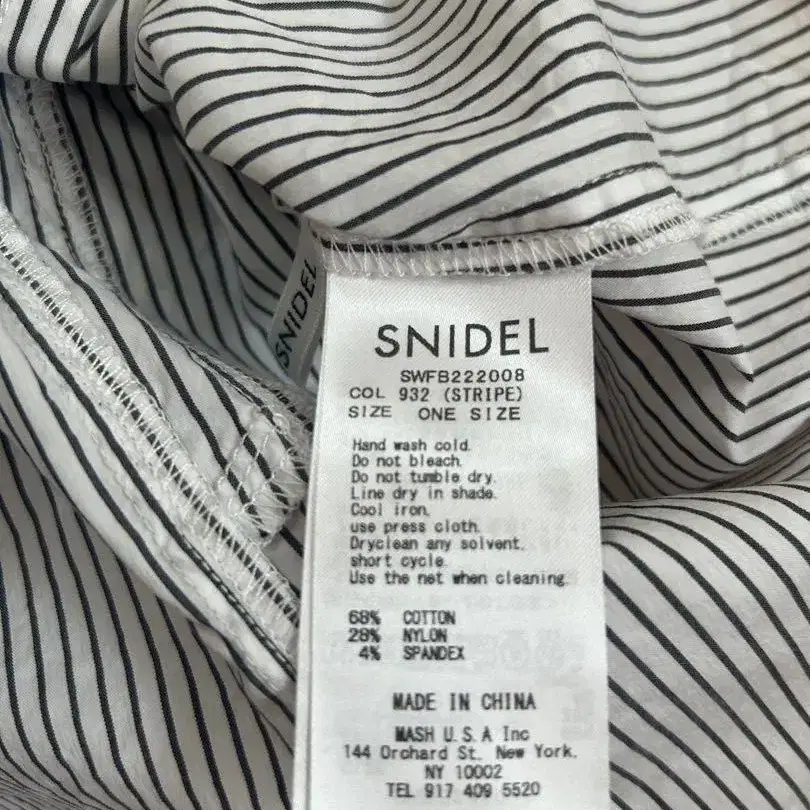 SNIDEL
SNIDEL
SWFB222008
COL 932 (STRIPE)
SIZE ONE SIZE
Hand wash cold.
Do not bleach.
Do not tumble dry.
Line dry in shade.
Cool iron.
use press cloth.
Dryclean any solvent.
short cycle.
Use the net when cleaning.
68% COTTON
28% NYLON
4% SPANDEX
MADE IN CHINA
MASH U.S.A Inc
144 Orchard St. New York.
NY 10002
TEL 917 409 5520